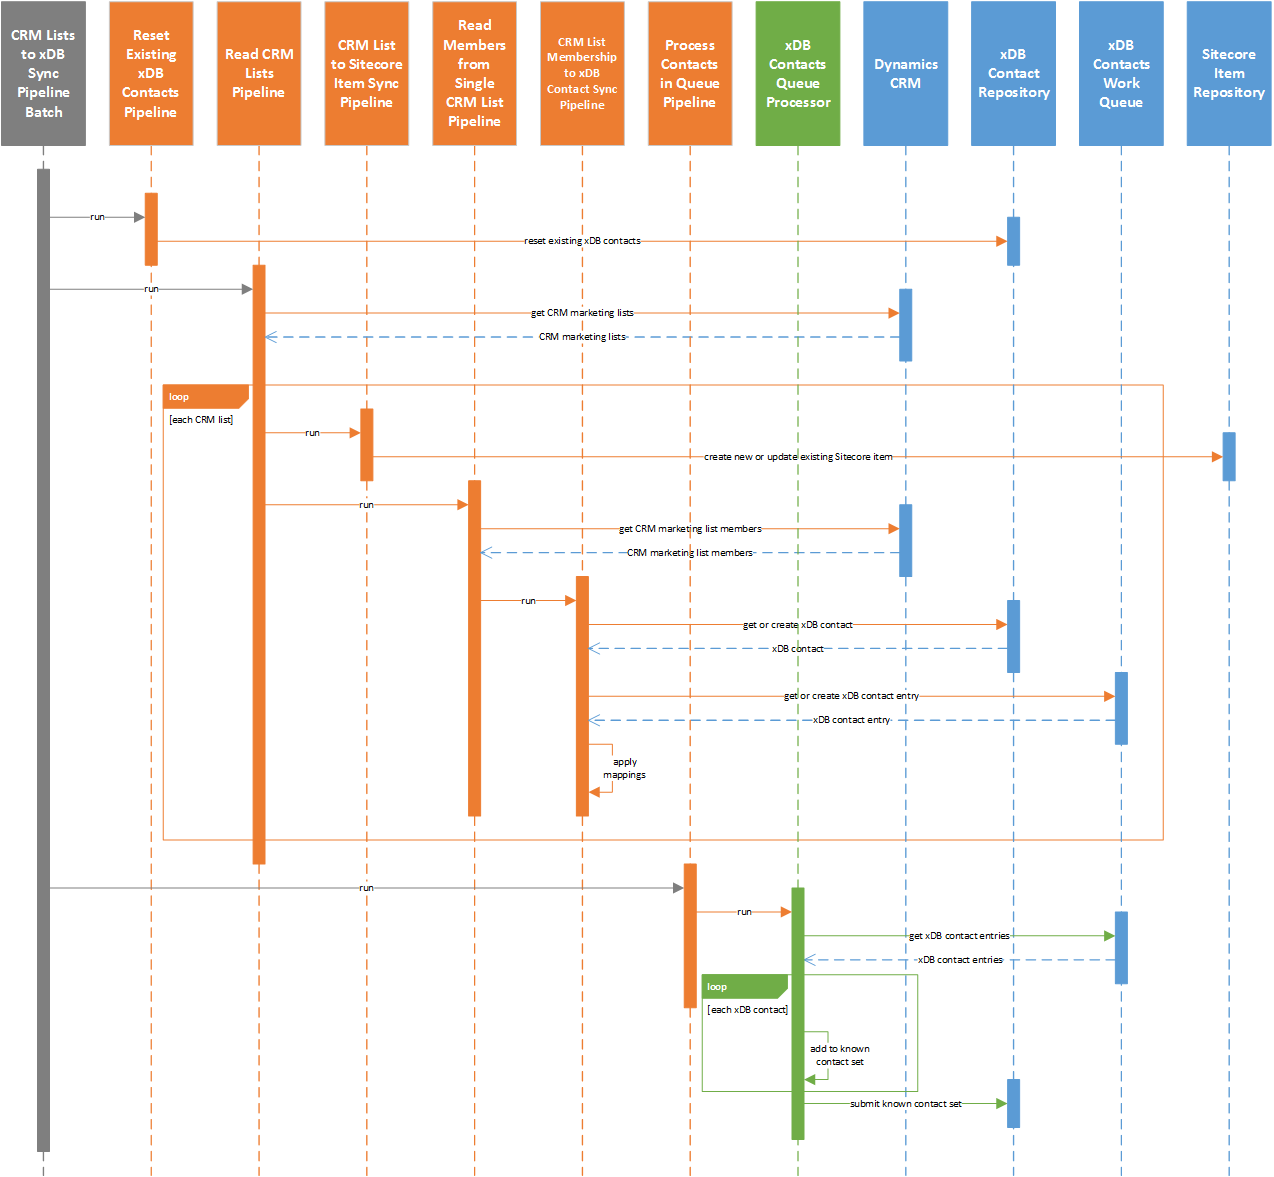 CRM Lists
to xDB
Sync
Pipeline
Batch
Reset
Existing
xDB
Contacts
Pipeline
Read CRM
Lists
Pipeline
CRM List
to Sitecore
Item Sync
Pipeline
Read
Members
from
Single
CRM List
Pipeline
CRM List
Membership
to xDB
Contact Sync
Pipeline
Process
Contacts
in Queue
Pipeline
xDB
Contacts
Queue
Processor
Dynamics
CRM
xDB
Contact
Repository
xDB
Contacts
Work
Queue
Sitecore
Item
Repository
run
reset existing xDB contacts
run
get CRM marketing lists
CRM marketing lists
loop
[each CRM list]
run
create new or update existing Sitecore item
run
get CRM marketing list members
CRM marketing list members
run
get or create xDB contact
xDB contact
get or create xDB contact entry
xDB contact entry
apply
mappings
run
run
get xDB contact entries
xDB contact entries
loop
[each xDB contact]
add to known
contact set
submit known contact set